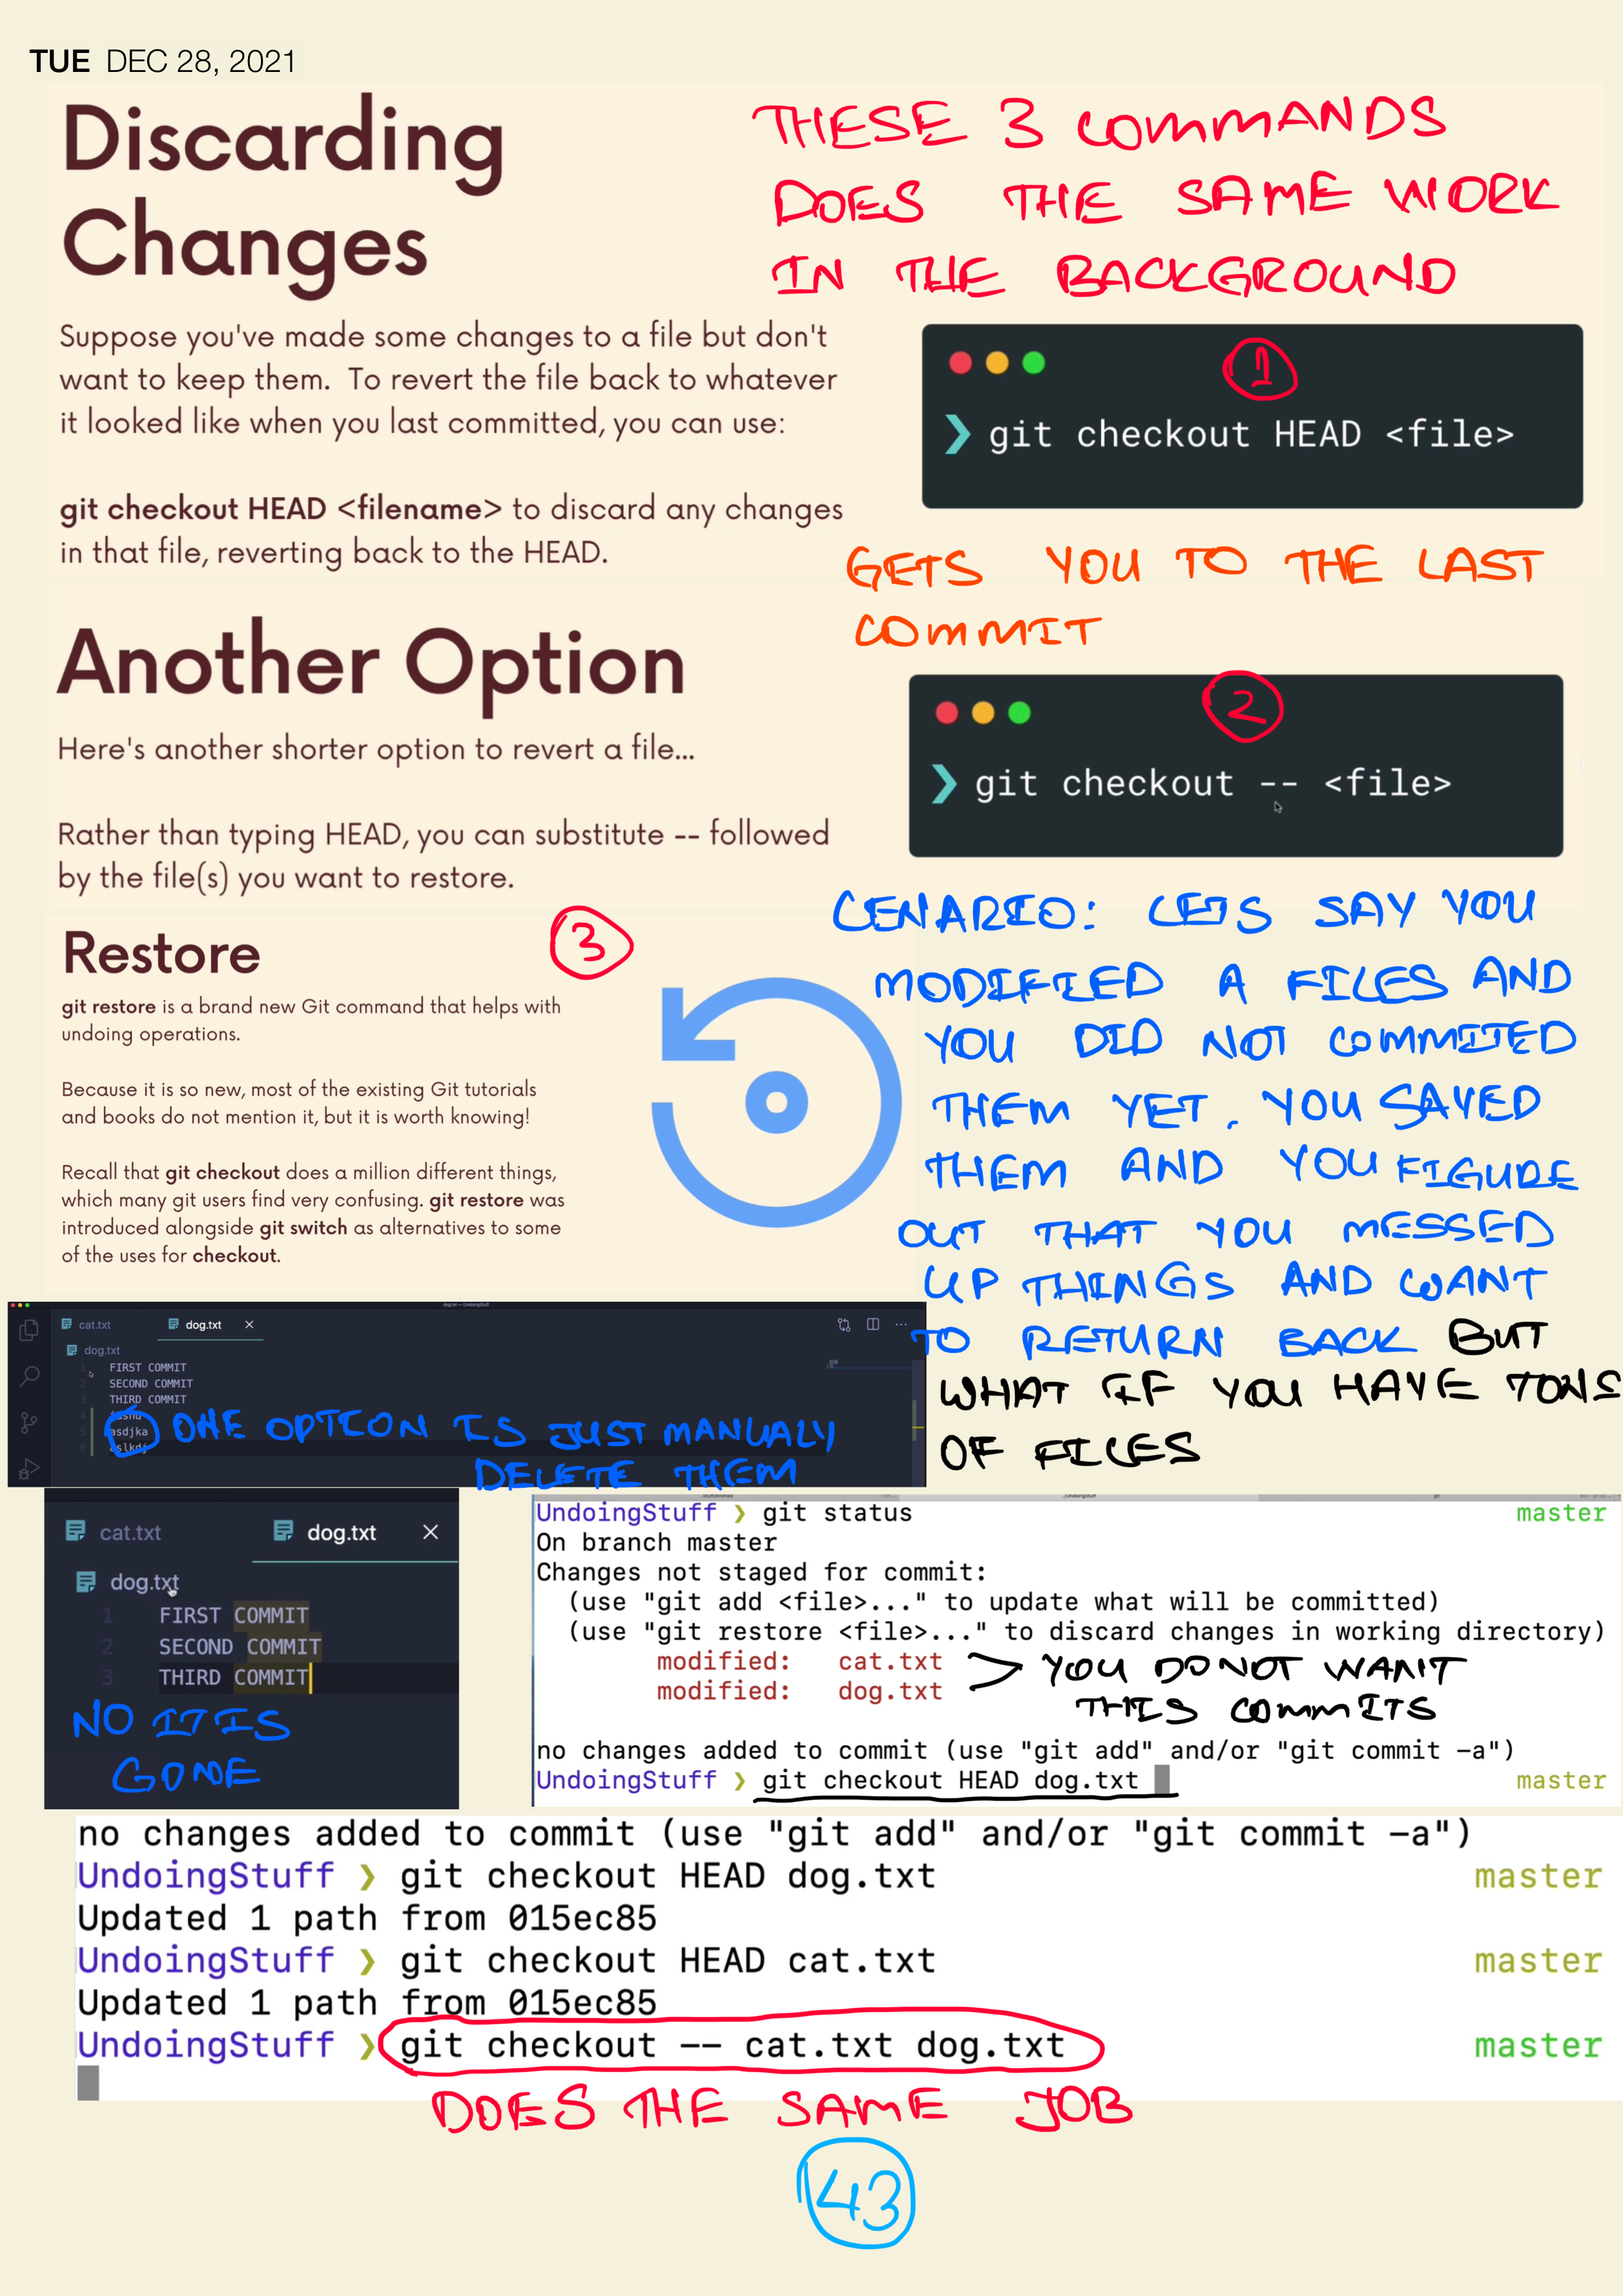 TUE DEC 28, 2021
Discarding
Changes
THESE 3 COMMANDS
DOES THE SAME WORK
IN THE BACKGROUND
Suppose you've made some changes to a file but don't
want to keep them. To revert the file back to whatever
it looked like when you last committed, you can use:
git checkout HEAD <filename> to discard any changes
in that file, reverting back to the HEAD.
1
❯ git checkout HEAD <file>
GETS YOU TO THE LAST
COMMIT
Another Option
Here's another shorter option to revert a file...
Rather than typing HEAD, you can substitute -- followed
by the file(s) you want to restore.
2
❯ git checkout -- <file>
Restore
3
git restore is a brand new Git command that helps with
undoing operations.
Because it is so new, most of the existing Git tutorials
and books do not mention it, but it is worth knowing!
Recall that git checkout does a million different things,
which many git users find very confusing. git restore was
introduced alongside git switch as alternatives to some
of the uses for checkout.
CENARIO: LETS SAY YOU
MODIFIED A FILES AND
YOU DID NOT COMMITED
THEM YET. YOU SAVED
THEM AND YOU FIGURE
OUT THAT YOU MESSED
UP THINGS AND WANT
TO RETURN BACK BUT
WHAT IF YOU HAVE TONS
OF FILES
dog.txt — UndoingStuff
cat.txt dog.txt
dog.txt
FIRST COMMIT
SECOND COMMIT
THIRD COMMIT
asdjka
ONE OPTION IS JUST MANUALY
DELETE THEM
cat.txt dog.txt
dog.txt
1 FIRST COMMIT
2 SECOND COMMIT
3 THIRD COMMIT
NO IT IS
GONE
UndoingStuff ❯ git status master
On branch master
Changes not staged for commit:
(use "git add <file>..." to update what will be committed)
(use "git restore <file>..." to discard changes in working directory)
modified: cat.txt
modified: dog.txt
YOU DO NOT WANT
THIS COMMITS
no changes added to commit (use "git add" and/or "git commit -a")
UndoingStuff ❯ git checkout HEAD dog.txt master
no changes added to commit (use "git add" and/or "git commit -a")
UndoingStuff ❯ git checkout HEAD dog.txt master
Updated 1 path from 015ec85
UndoingStuff ❯ git checkout HEAD cat.txt master
Updated 1 path from 015ec85
UndoingStuff ❯ git checkout -- cat.txt dog.txt master
DOES THE SAME JOB
43